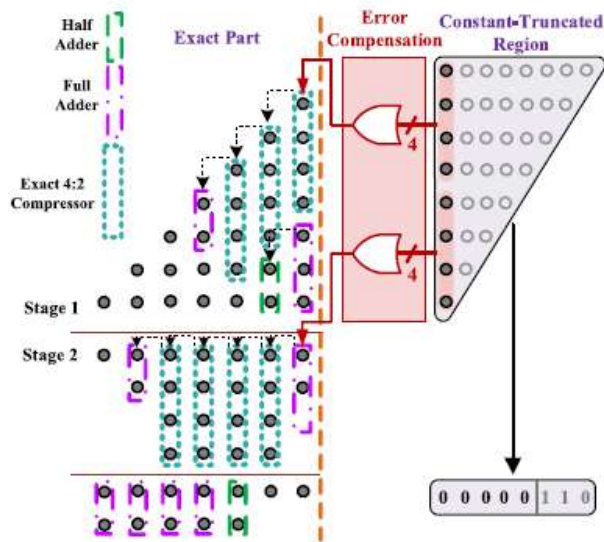 Half
Adder
Full
Adder
Exact 4:2
Compressor
Exact Part
Error
Compensation
Constant-Truncated
Region
4
4
Stage 1
Stage 2
0 0 0 0 0 1 1 0